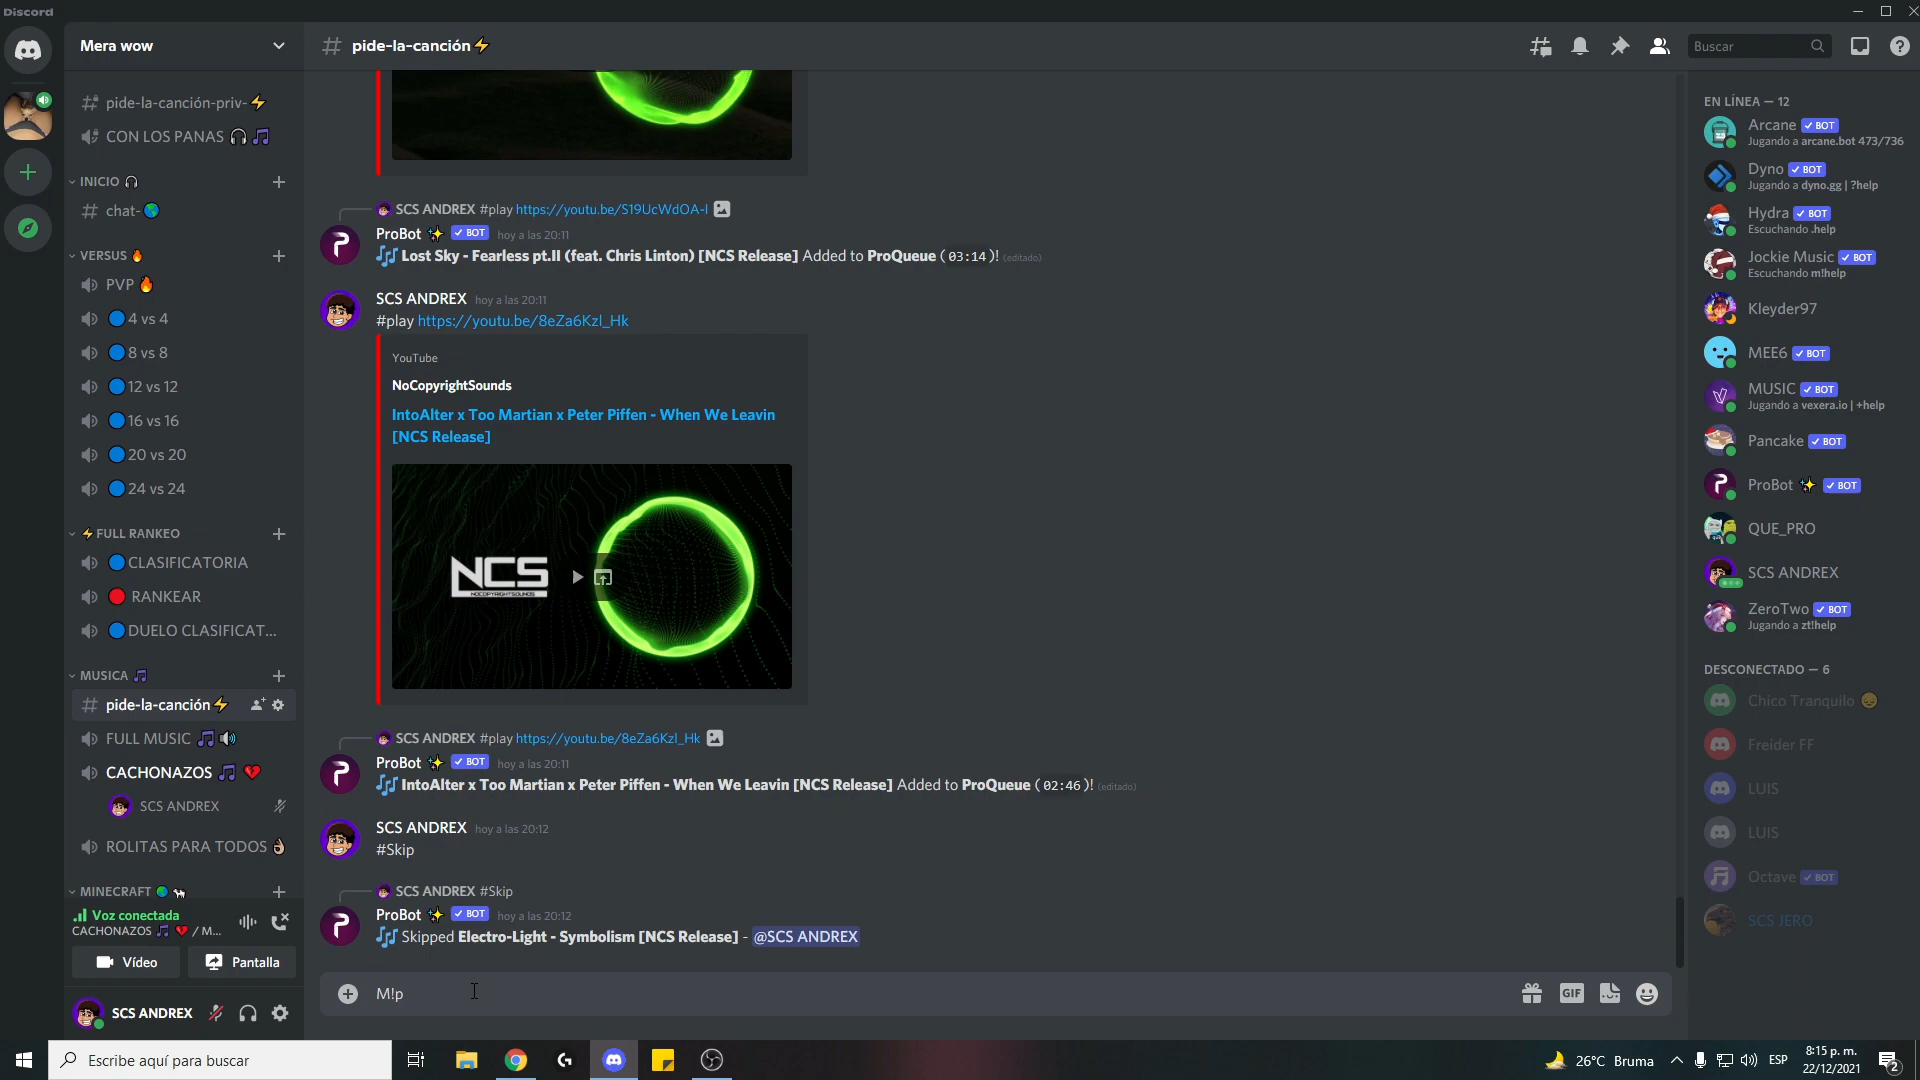 Discord
Mera wow
pide-la-canción-priv-⚡
CON LOS PANAS 🎧 🎵
INICIO 🎧
chat-🌎
VERSUS 🔥
PVP 🔥
🔵4 vs 4
🔵8 vs 8
🔵12 vs 12
🔵16 vs 16
🔵20 vs 20
🔵24 vs 24
⚡FULL RANKEO
🔵CLASIFICATORIA
🔴 RANKEAR
🔵DUELO CLASIFICAT...
MUSICA 🎵
pide-la-canción⚡
FULL MUSIC 🎵🔊
CACHONAZOS 🎵 💔
SCS ANDREX
ROLITAS PARA TODOS 👌
MINECRAFT 🌎 🐄
Voz conectada
CACHONAZOS 🎵 💔 / M...
Vídeo
Pantalla
SCS ANDREX
# pide-la-canción⚡
Buscar
SCS ANDREX #play https://youtu.be/S19UcWdOA-I
ProBot ✨ ✓ BOT hoy a las 20:11
🎶 Lost Sky - Fearless pt.II (feat. Chris Linton) [NCS Release] Added to ProQueue (03:14)! (editado)
SCS ANDREX hoy a las 20:11
#play https://youtu.be/8eZa6Kzl_Hk
YouTube
NoCopyrightSounds
IntoAlter x Too Martian x Peter Piffen - When We Leavin
[NCS Release]
NCS
NOCOPYRIGHTSOUNDS
SCS ANDREX #play https://youtu.be/8eZa6Kzl_Hk
ProBot ✨ ✓ BOT hoy a las 20:11
🎶 IntoAlter x Too Martian x Peter Piffen - When We Leavin [NCS Release] Added to ProQueue (02:46)! (editado)
SCS ANDREX hoy a las 20:12
#Skip
SCS ANDREX #Skip
ProBot ✨ ✓ BOT hoy a las 20:12
🎶 Skipped Electro-Light - Symbolism [NCS Release] - @SCS ANDREX
M!p
GIF
EN LÍNEA — 12
Arcane ✓ BOT
Jugando a arcane.bot 473/736
Dyno ✓ BOT
Jugando a dyno.gg | ?help
Hydra ✓ BOT
Escuchando .help
Jockie Music ✓ BOT
Escuchando m!help
Kleyder97
MEE6 ✓ BOT
MUSIC ✓ BOT
Jugando a vexera.io | +help
Pancake ✓ BOT
ProBot ✨ ✓ BOT
QUE_PRO
SCS ANDREX
ZeroTwo ✓ BOT
Jugando a zt!help
DESCONECTADO — 6
Chico Tranquilo 😔
Freider FF
LUIS
LUIS
Octave ✓ BOT
SCS JERO
Escribe aquí para buscar
26°C Bruma
ESP
8:15 p. m.
22/12/2021
2